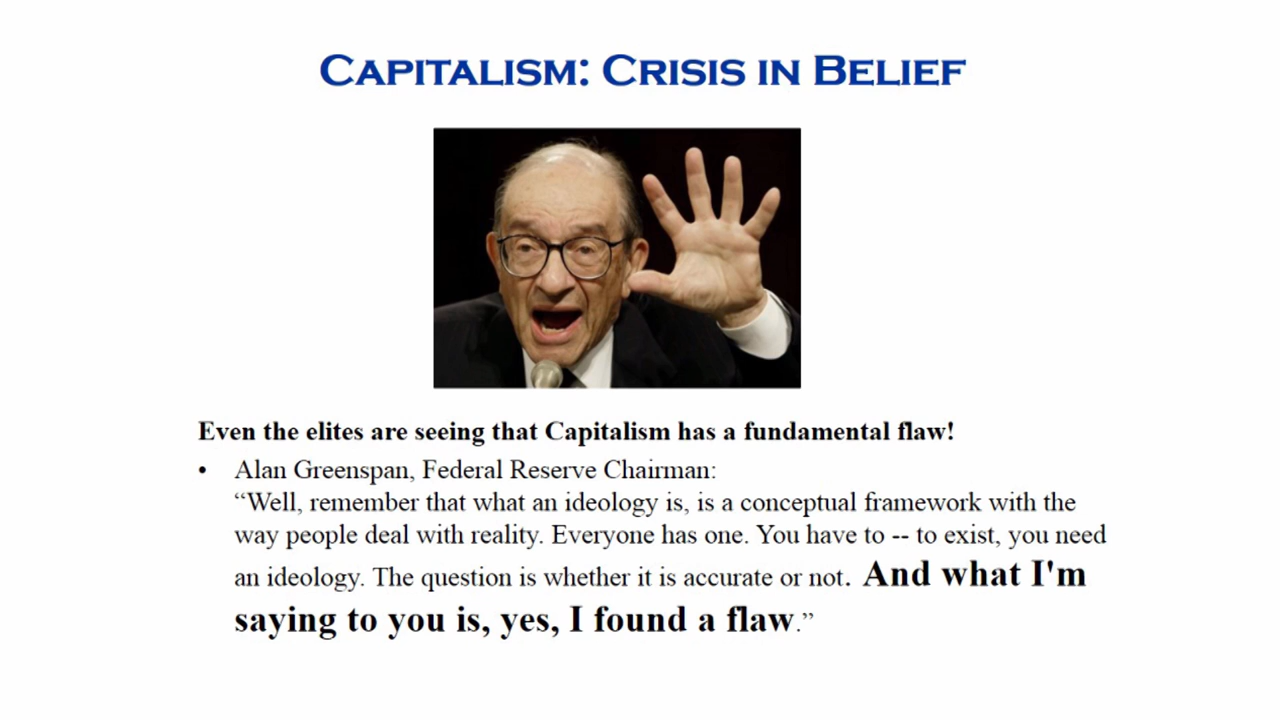 CAPITALISM: CRISIS IN BELIEF
Even the elites are seeing that Capitalism has a fundamental flaw!
• Alan Greenspan, Federal Reserve Chairman:
“Well, remember that what an ideology is, is a conceptual framework with the
way people deal with reality. Everyone has one. You have to -- to exist, you need
an ideology. The question is whether it is accurate or not. And what I'm
saying to you is, yes, I found a flaw.”